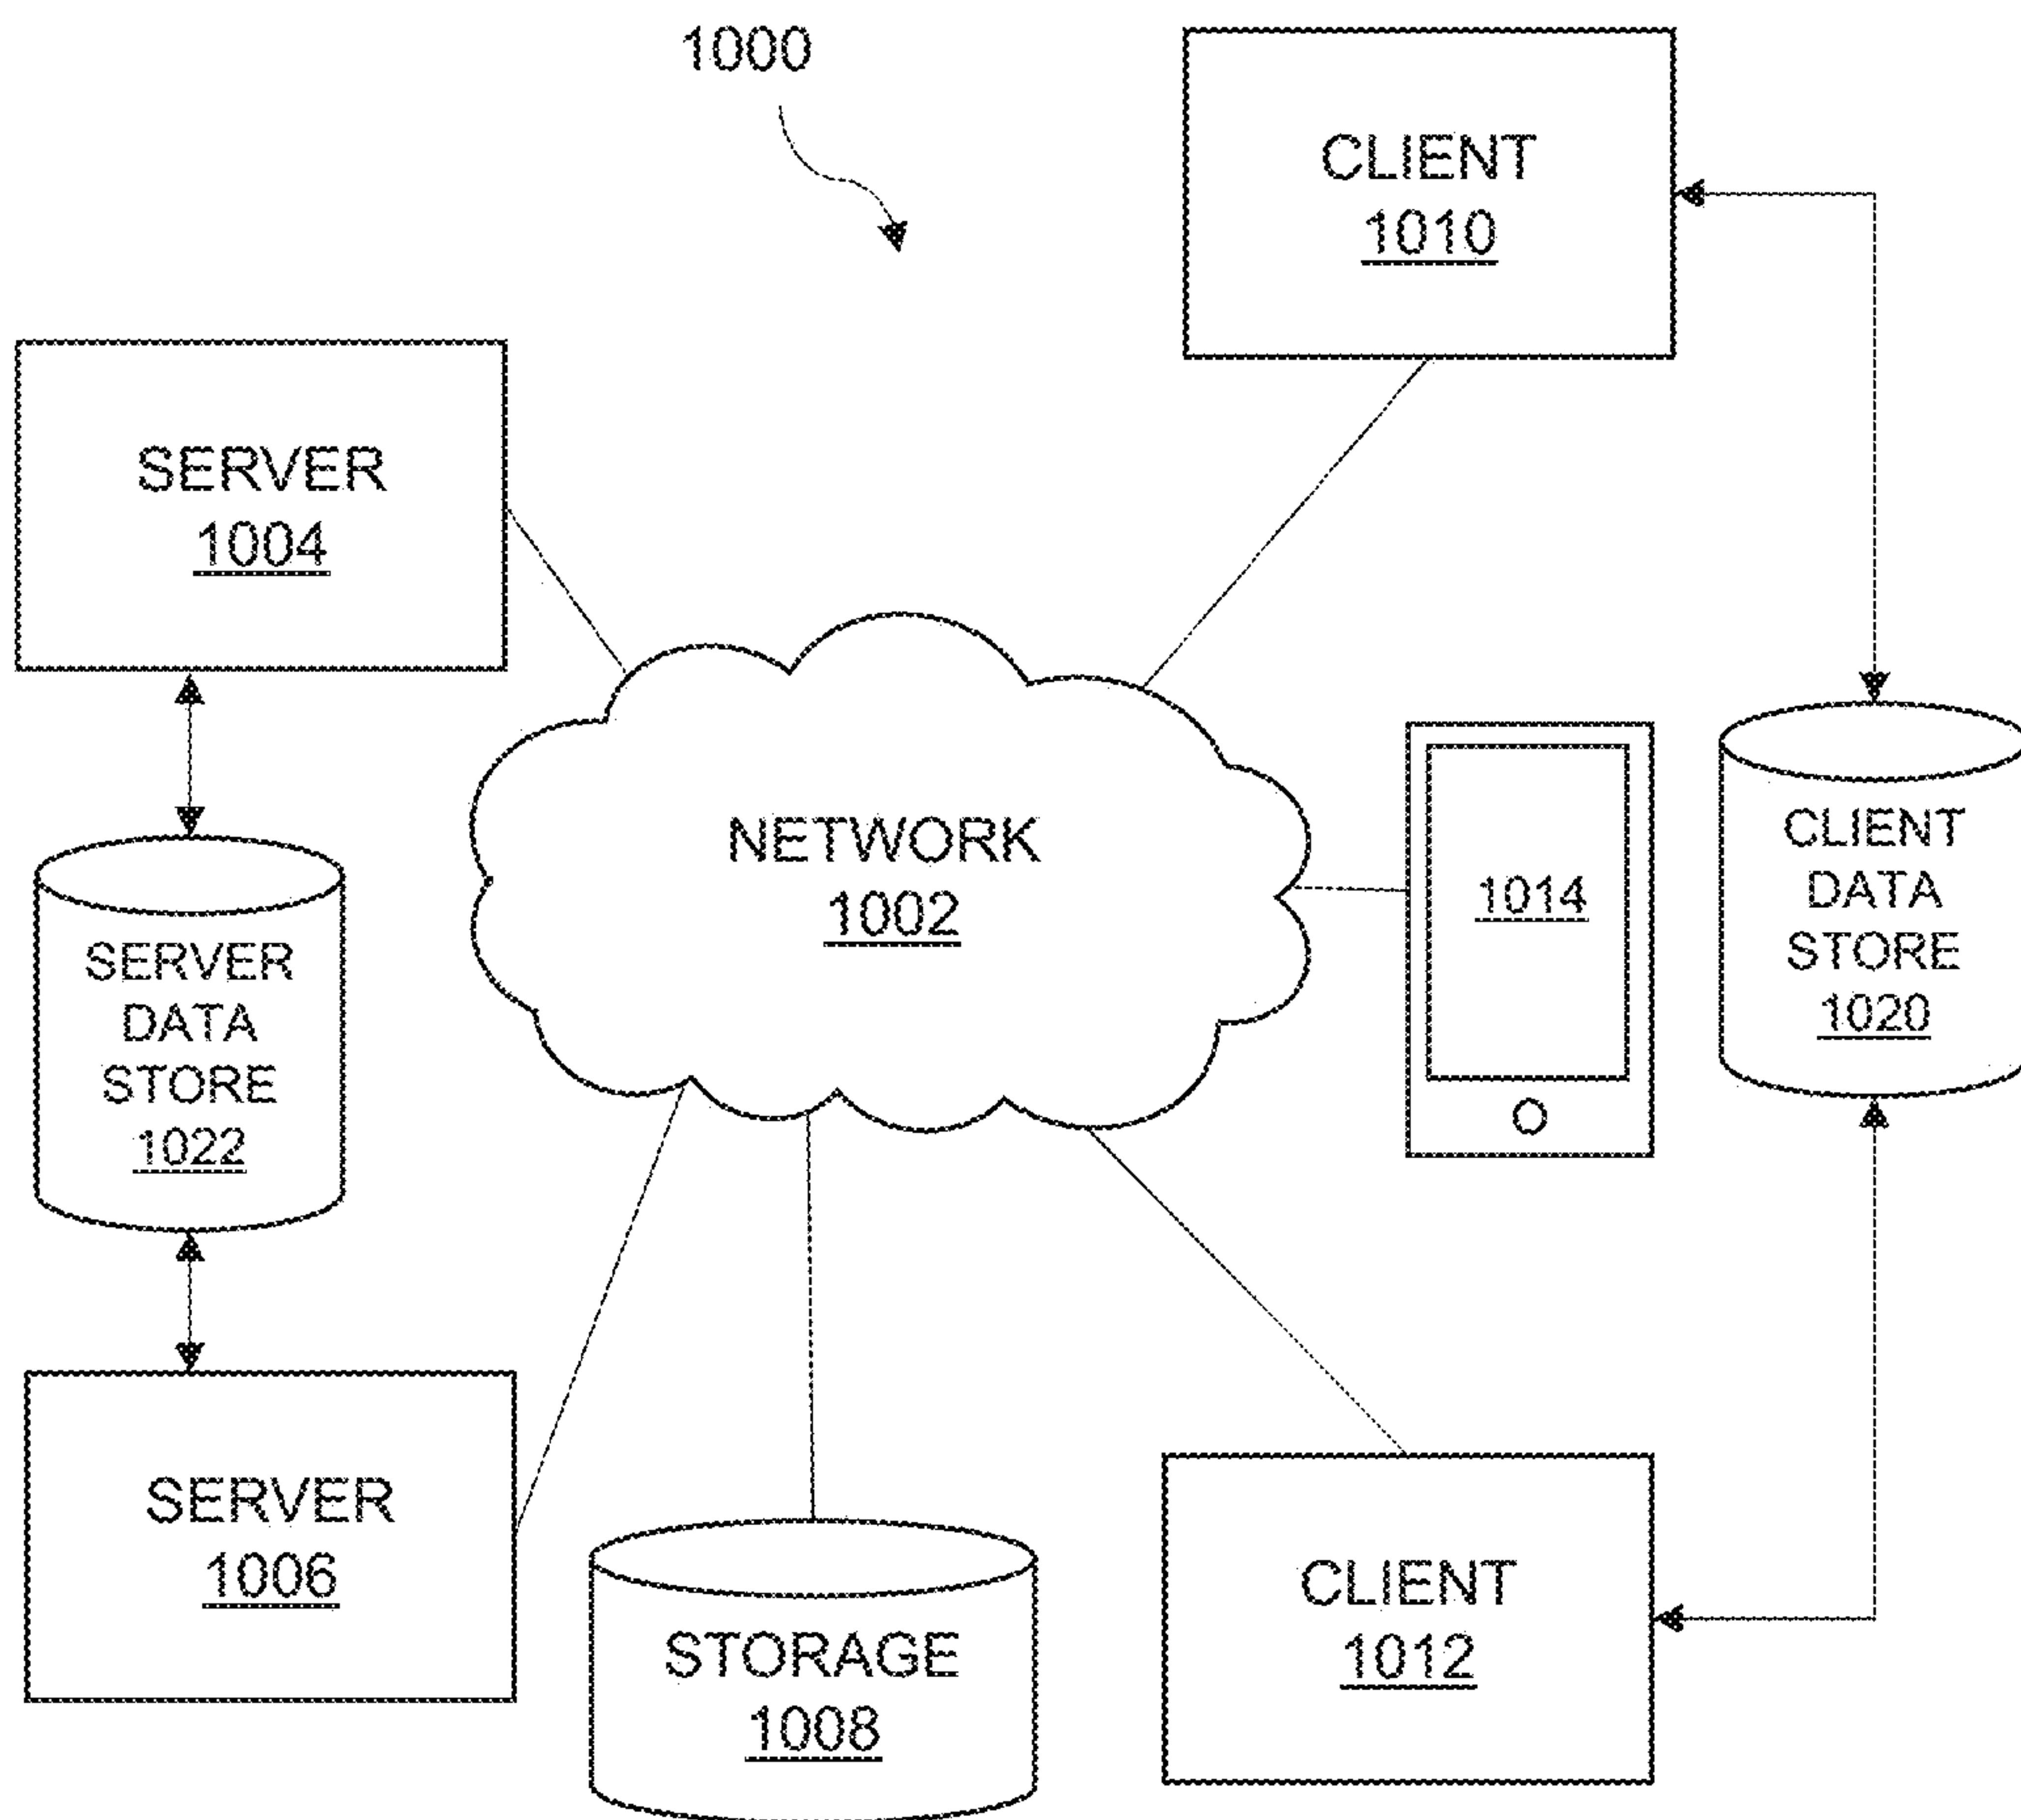 1000
CLIENT
1010
SERVER
1004
NETWORK
1002
1014
CLIENT
DATA
STORE
1020
SERVER
DATA
STORE
1022
SERVER
1006
STORAGE
1008
CLIENT
1012